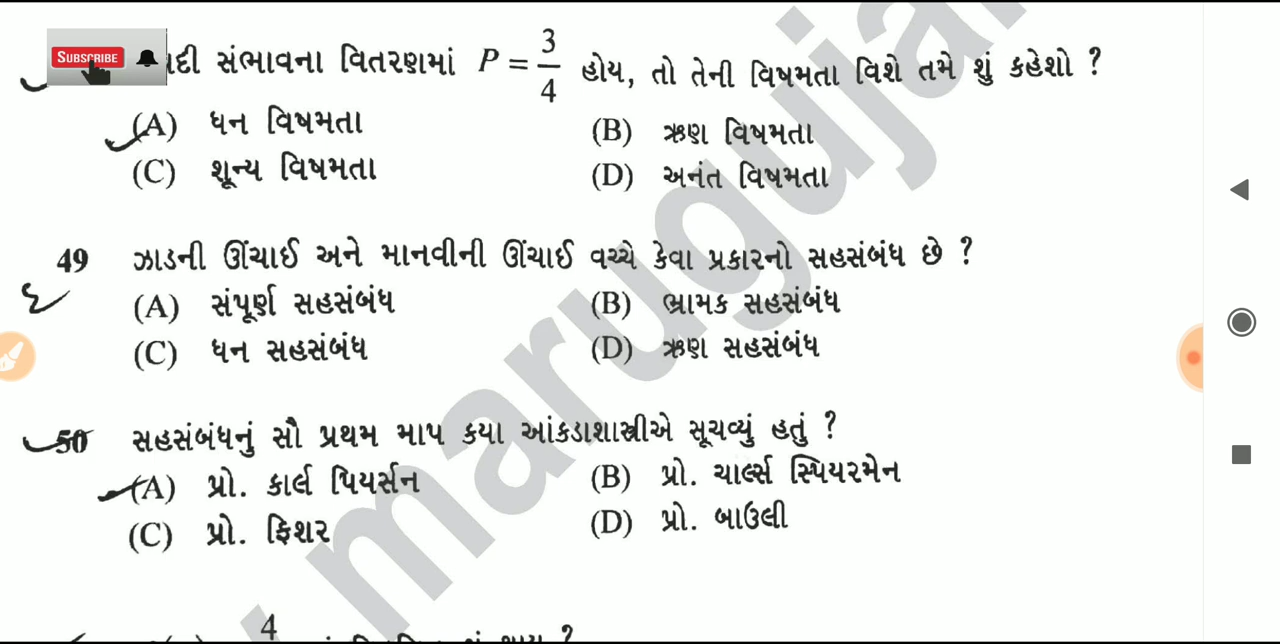 SUBSCRIBE
સંભાવના વિતરણમાં P = 3/4 હોય, તો તેની વિષમતા વિશે તમે શું કહેશો ?
(A) ધન વિષમતા (B) ઋણ વિષમતા
(C) શૂન્ય વિષમતા (D) અનંત વિષમતા
49 ઝાડની ઊંચાઈ અને માનવીની ઊંચાઈ વચ્ચે કેવા પ્રકારનો સહસંબંધ છે ?
(A) સંપૂર્ણ સહસંબંધ (B) ભ્રામક સહસંબંધ
(C) ધન સહસંબંધ (D) ઋણ સહસંબંધ
50 સહસંબંધનું સૌ પ્રથમ માપ કયા આંકડાશાસ્ત્રીએ સૂચવ્યું હતું ?
(A) પ્રો. કાર્લ પિયર્સન (B) પ્રો. ચાર્લ્સ સ્પિયરમેન
(C) પ્રો. ફિશર (D) પ્રો. બાઉલી
4
marugujar